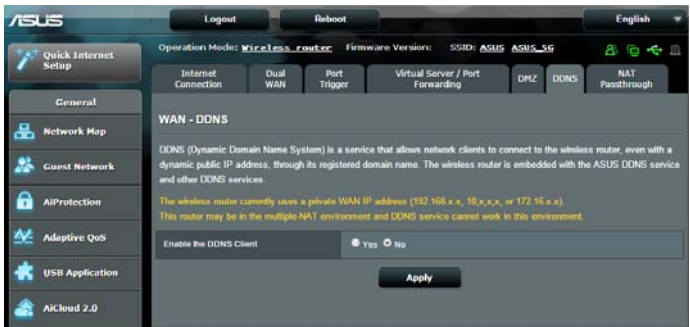 ASUS
Logout
Reboot
English
Quick Internet
Setup
Operation Mode: Wireless router Firmware Version: SSID: ASUS ASUS_5G
Internet
Connection
Dual
WAN
Port
Trigger
Virtual Server / Port
Forwarding
DMZ
DDNS
NAT
Passthrough
General
Network Map
Guest Network
AiProtection
Adaptive QoS
USB Application
AiCloud 2.0
WAN - DDNS
DDNS (Dynamic Domain Name System) is a service that allows network clients to connect to the wireless router, even with a
dynamic public IP address, through its registered domain name. The wireless router is embedded with the ASUS DDNS service
and other DDNS services.
The wireless router currently uses a private WAN IP address (192.168.x.x, 10,x,x,x, or 172.16.x.x).
This router may be in the multiple-NAT environment and DDNS service cannot work in this environment.
Enable the DDNS Client
Yes No
Apply